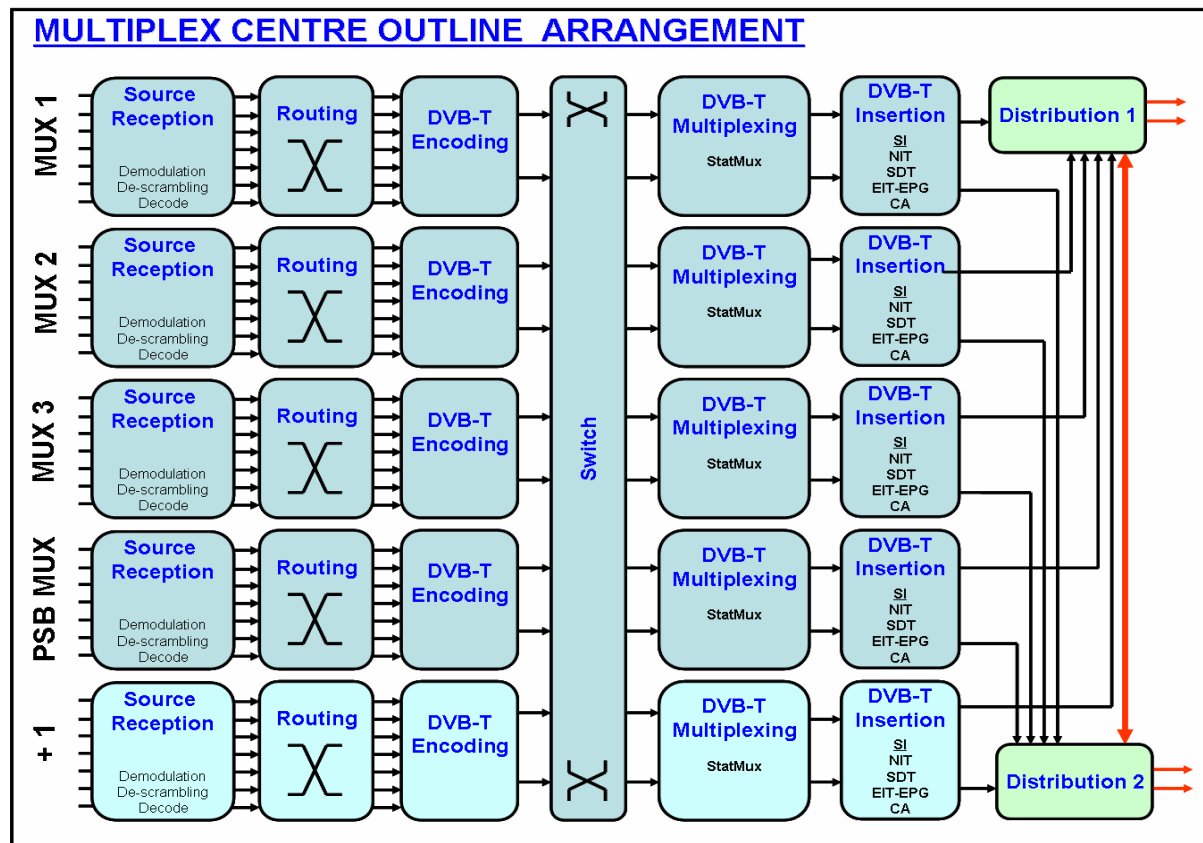 MULTIPLEX CENTRE OUTLINE ARRANGEMENT
MUX 1
Source
Reception
Demodulation
De-scrambling
Decode
Routing
DVB-T
Encoding
DVB-T
Multiplexing
StatMux
DVB-T
Insertion
SI
NIT
SDT
EIT-EPG
CA
Distribution 1
MUX 2
Source
Reception
Demodulation
De-scrambling
Decode
Routing
DVB-T
Encoding
DVB-T
Multiplexing
StatMux
DVB-T
Insertion
SI
NIT
SDT
EIT-EPG
CA
MUX 3
Source
Reception
Demodulation
De-scrambling
Decode
Routing
DVB-T
Encoding
Switch
DVB-T
Multiplexing
StatMux
DVB-T
Insertion
SI
NIT
SDT
EIT-EPG
CA
PSB MUX
Source
Reception
Demodulation
De-scrambling
Decode
Routing
DVB-T
Encoding
DVB-T
Multiplexing
StatMux
DVB-T
Insertion
SI
NIT
SDT
EIT-EPG
CA
+ 1
Source
Reception
Demodulation
De-scrambling
Decode
Routing
DVB-T
Encoding
DVB-T
Multiplexing
StatMux
DVB-T
Insertion
SI
NIT
SDT
EIT-EPG
CA
Distribution 2